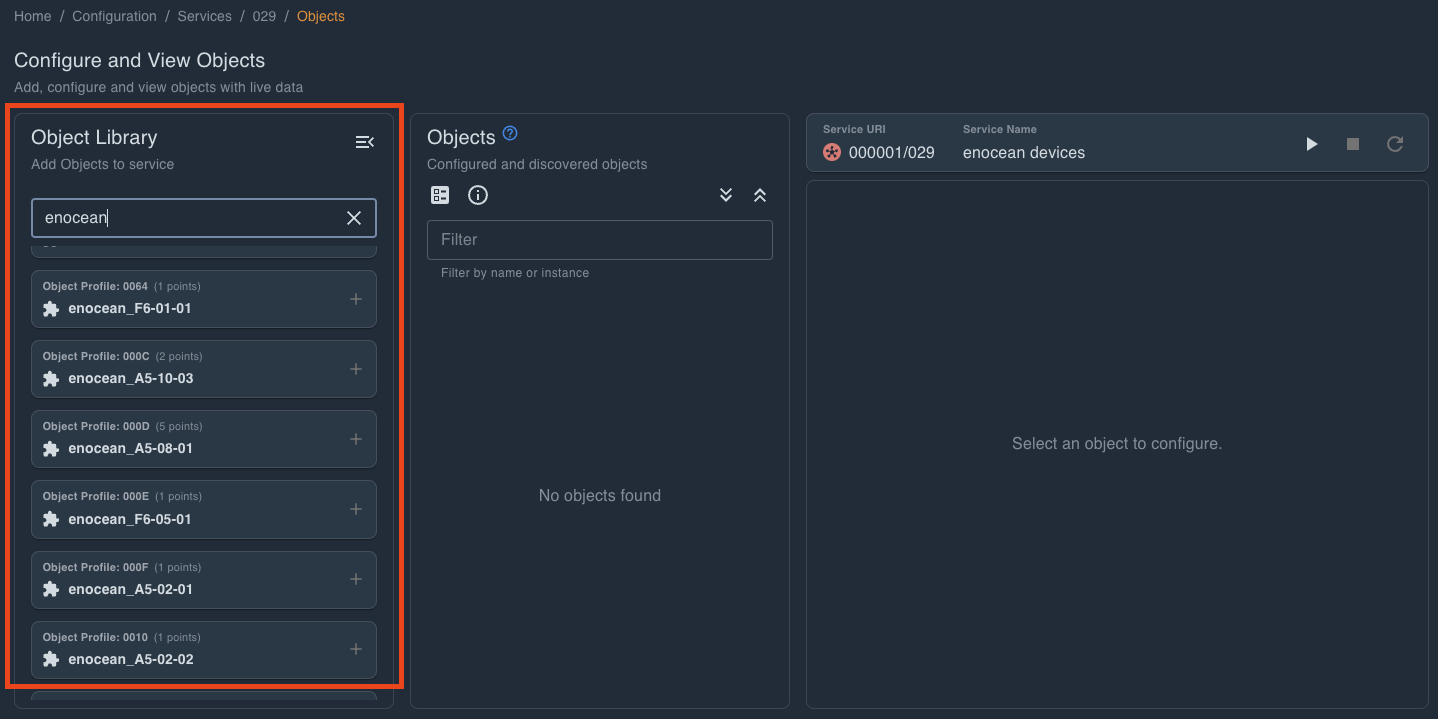 Home / Configuration / Services / 029 / Objects
Configure and View Objects
Add, configure and view objects with live data
Object Library
Add Objects to service
enocean
Object Profile: 0064 (1 points)
enocean_F6-01-01
Object Profile: 000C (2 points)
enocean_A5-10-03
Object Profile: 000D (5 points)
enocean_A5-08-01
Object Profile: 000E (1 points)
enocean_F6-05-01
Object Profile: 000F (1 points)
enocean_A5-02-01
Object Profile: 0010 (1 points)
enocean_A5-02-02
Objects
Configured and discovered objects
Filter
Filter by name or instance
No objects found
Service URI
000001/029
Service Name
enocean devices
Select an object to configure.